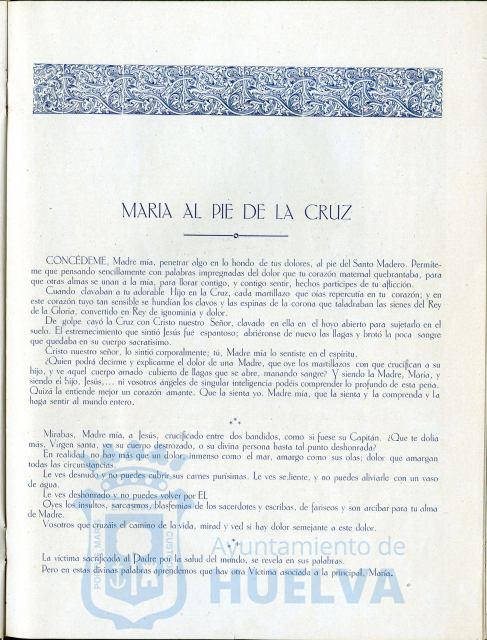 MARIA AL PIE DE LA CRUZ
CONCÉDEME, Madre mía, penetrar algo en lo hondo de tus dolores, al pie del Santo Madero. Permíte-
me que pensando sencillamente con palabras impregnadas del dolor que tu corazón maternal quebrantaba, para
que otras almas se unan a la mía, para llorar contigo, y contigo sentir, hechos partícipes de tu aflicción.
Cuando clavaban a tu adorable Hijo en la Cruz, cada martillazo que oías repercutía en tu corazón; y en
este corazón tuyo tan sensible se hundían los clavos y las espinas de la corona que taladraban las sienes del Rey
de la Gloria, convertido en Rey de ignominia y dolor.
De golpe cayó la Cruz con Cristo nuestro Señor, clavado en ella en el hoyo abierto para sujetarlo en el
suelo. El estremecimiento que sintió Jesús fué espantoso; abriéronse de nuevo las llagas y brotó la poca sangre
que quedaba en su cuerpo sacratísimo.
Cristo nuestro señor, lo sintió corporalmente; tú, Madre mía lo sentiste en el espíritu.
¿Quien podrá decirme y explicarme el dolor de una Madre, que oye los martillazos con que crucifican a su
hijo, y ve aquel cuerpo amado cubierto de llagas que se abre, manando sangre? Y siendo la Madre, María, y
siendo el hijo, Jesús,... ni vosotros ángeles de singular inteligencia podéis comprender lo profundo de esta pena.
Quizá la entiende mejor un corazón amante. Que la sienta yo. Madre mía, que la sienta y la comprenda y la
haga sentir al mundo entero.
Mirabas, Madre mía, a Jesús, crucificado entre dos bandidos, como si fuese su Capitán. ¿Que te dolía
más, Virgen santa, ver su cuerpo destrozado, o su divina persona hasta tal punto deshonrada?
En realidad no hay más que un dolor, inmenso como el mar, amargo como sus olas; dolor que amargan
todas las circunstancias.
Le ves desnudo y no puedes cubrir sus carnes purísimas. Le ves sediente, y no puedes aliviarle con un vaso
de agua.
Le ves deshonrado y no puedes volver por El.
Oyes los insultos, sarcasmos, blasfemias de los sacerdotes y escribas, de fariseos y son acíbar para tu alma
de Madre.
Vosotros que cruzáis el camino de la vida, mirad y ved si hay dolor semejante a este dolor.
La víctima sacrificada al Padre por la salud del mundo, se revela en sus palabras.
Pero en estas divinas palabras aprendemos que hay otra Víctima asociada a la principal, María.
Ayuntamiento de
HUELVA